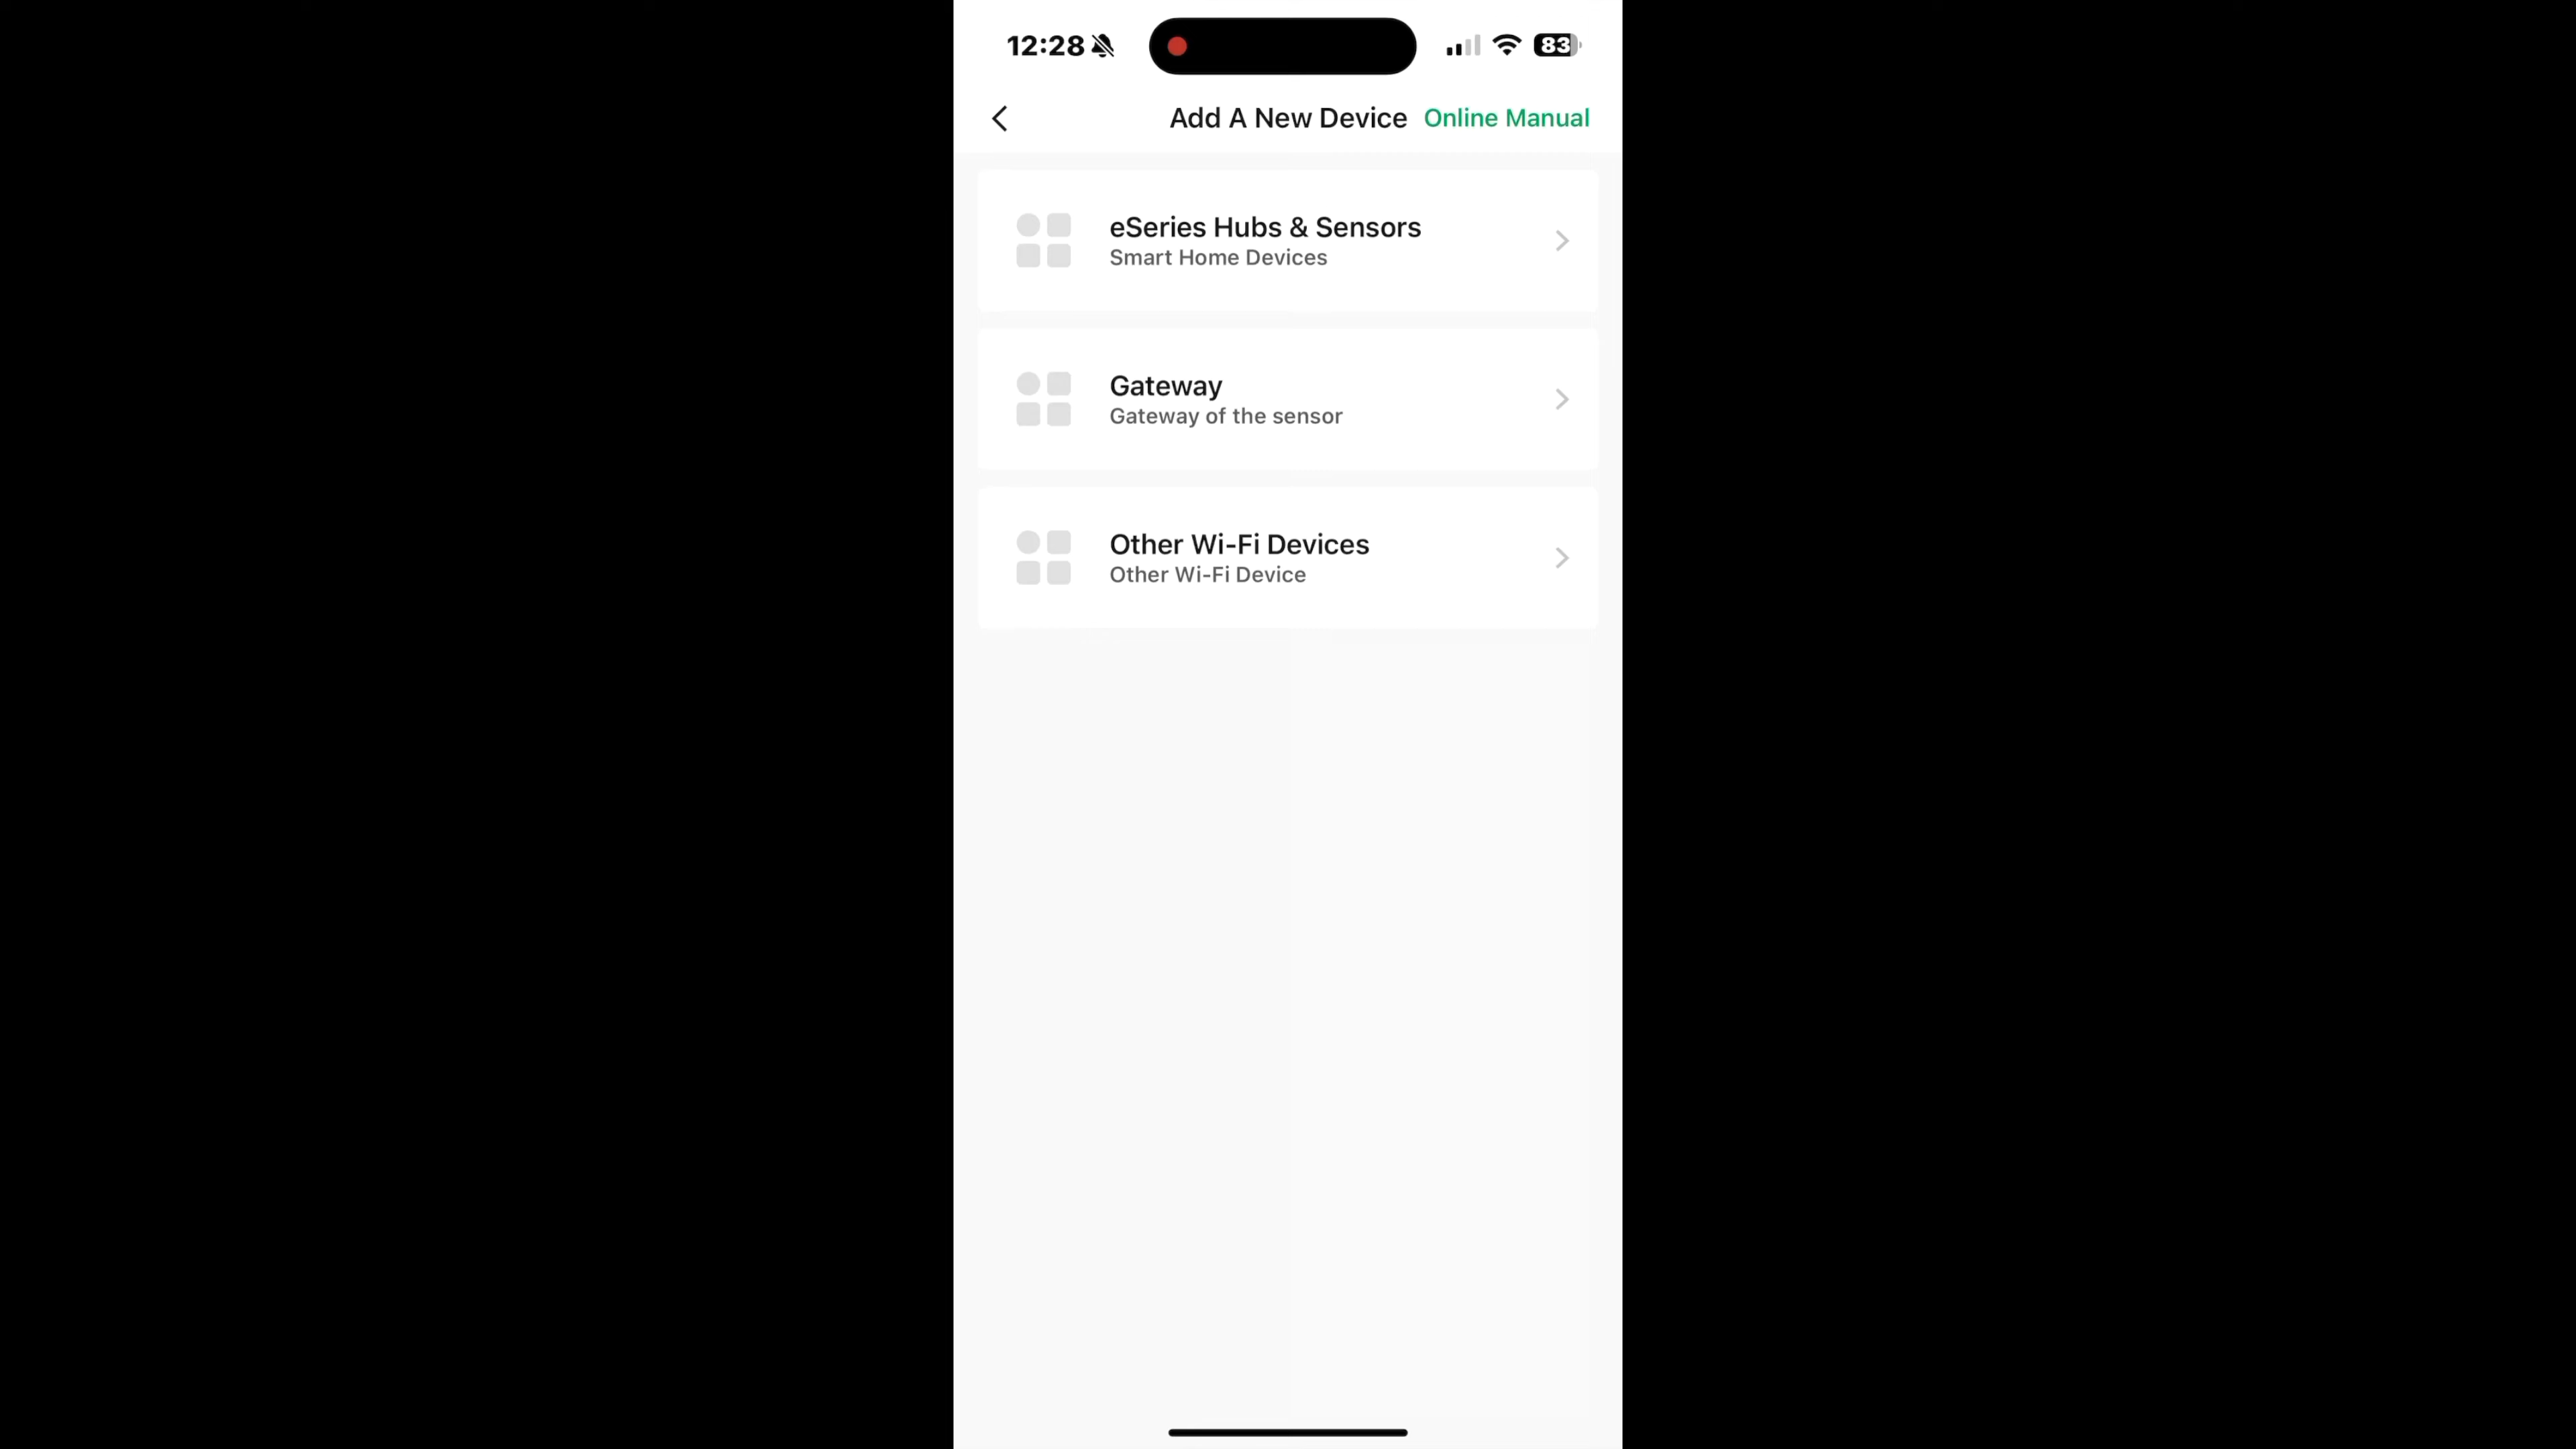 12:28
83
Add A New Device
Online Manual
eSeries Hubs & Sensors
Smart Home Devices
Gateway
Gateway of the sensor
Other Wi-Fi Devices
Other Wi-Fi Device